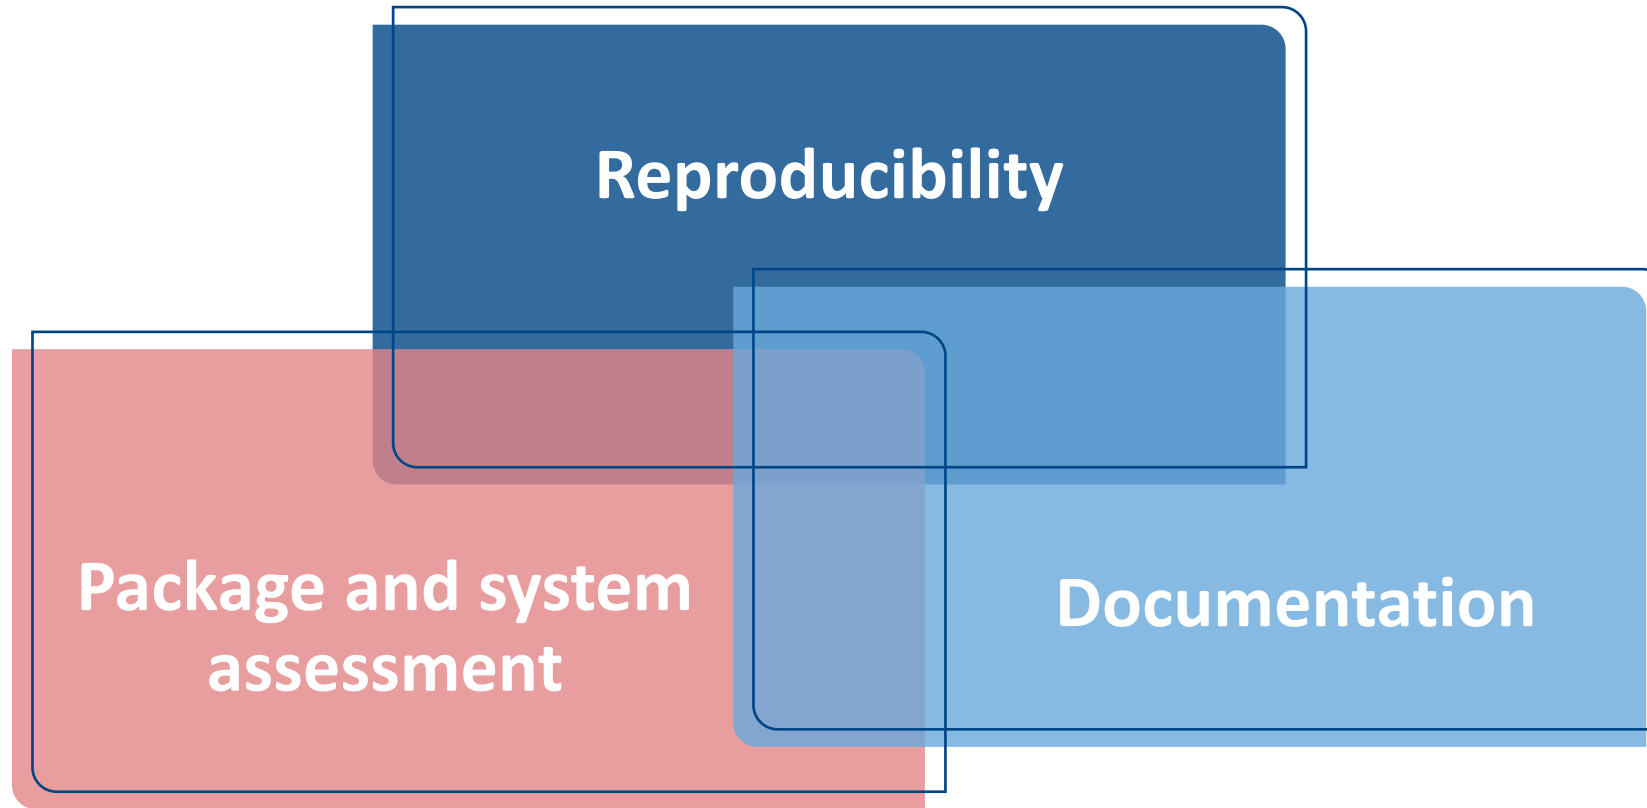 Reproducibility
Package and system
assessment
Documentation